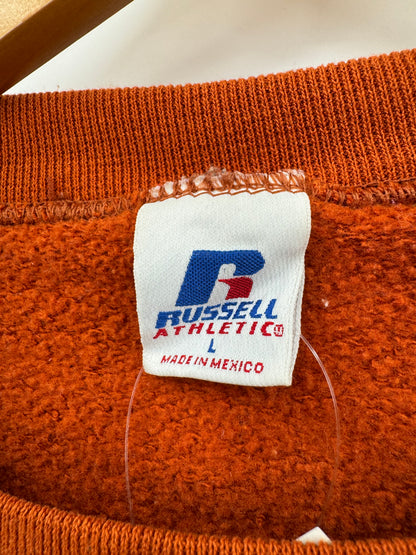 R
RUSSELL
ATHLETIC
L
MADE IN MEXICO